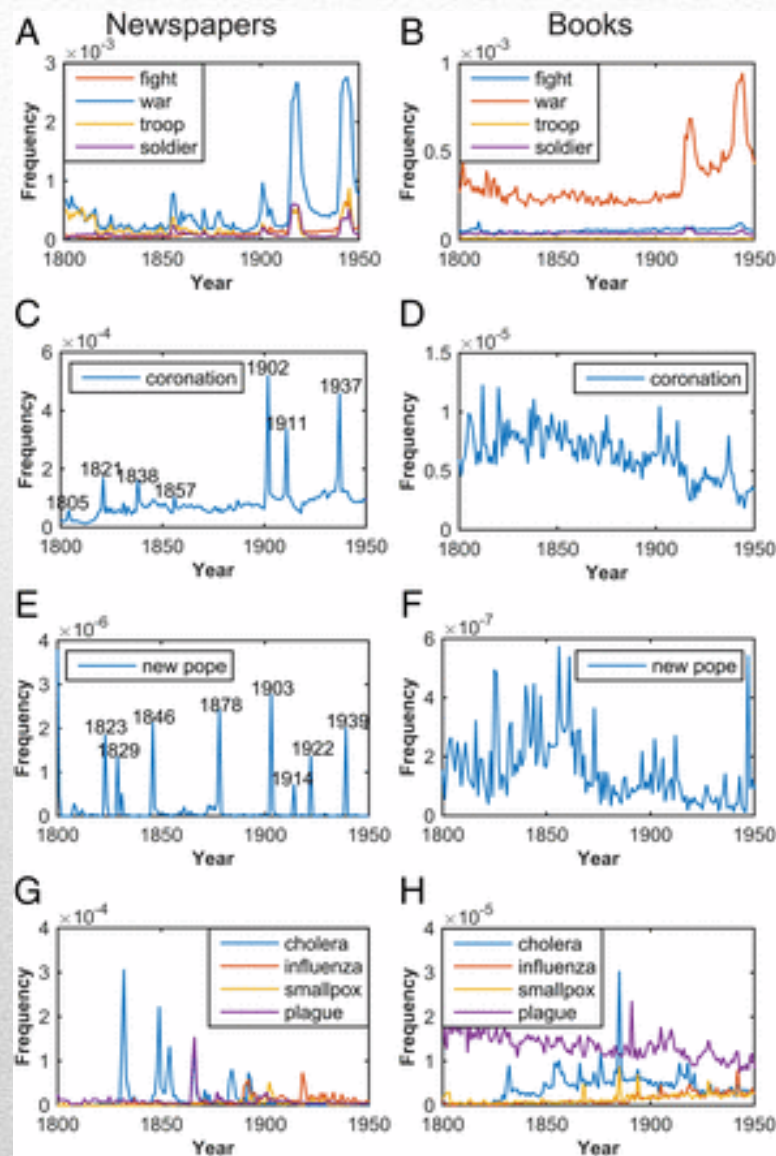 Newspapers
Books
A
×10⁻³
3
2
1
0
Frequency
fight
war
troop
soldier
1800 1850 1900 1950
Year
B
×10⁻³
1
0.5
0
Frequency
fight
war
troop
soldier
1800 1850 1900 1950
Year
C
×10⁻⁴
6
4
2
0
Frequency
coronation
1805
1821
1838
1857
1902
1911
1937
1800 1850 1900 1950
Year
D
×10⁻⁵
1.5
1
0.5
0
Frequency
coronation
1800 1850 1900 1950
Year
E
×10⁻⁶
4
3
2
1
0
Frequency
new pope
1823
1829
1846
1878
1903
1914
1922
1939
1800 1850 1900 1950
Year
F
×10⁻⁷
6
4
2
0
Frequency
new pope
1800 1850 1900 1950
Year
G
×10⁻⁴
4
3
2
1
0
Frequency
cholera
influenza
smallpox
plague
1800 1850 1900 1950
Year
H
×10⁻⁵
4
3
2
1
0
Frequency
cholera
influenza
smallpox
plague
1800 1850 1900 1950
Year